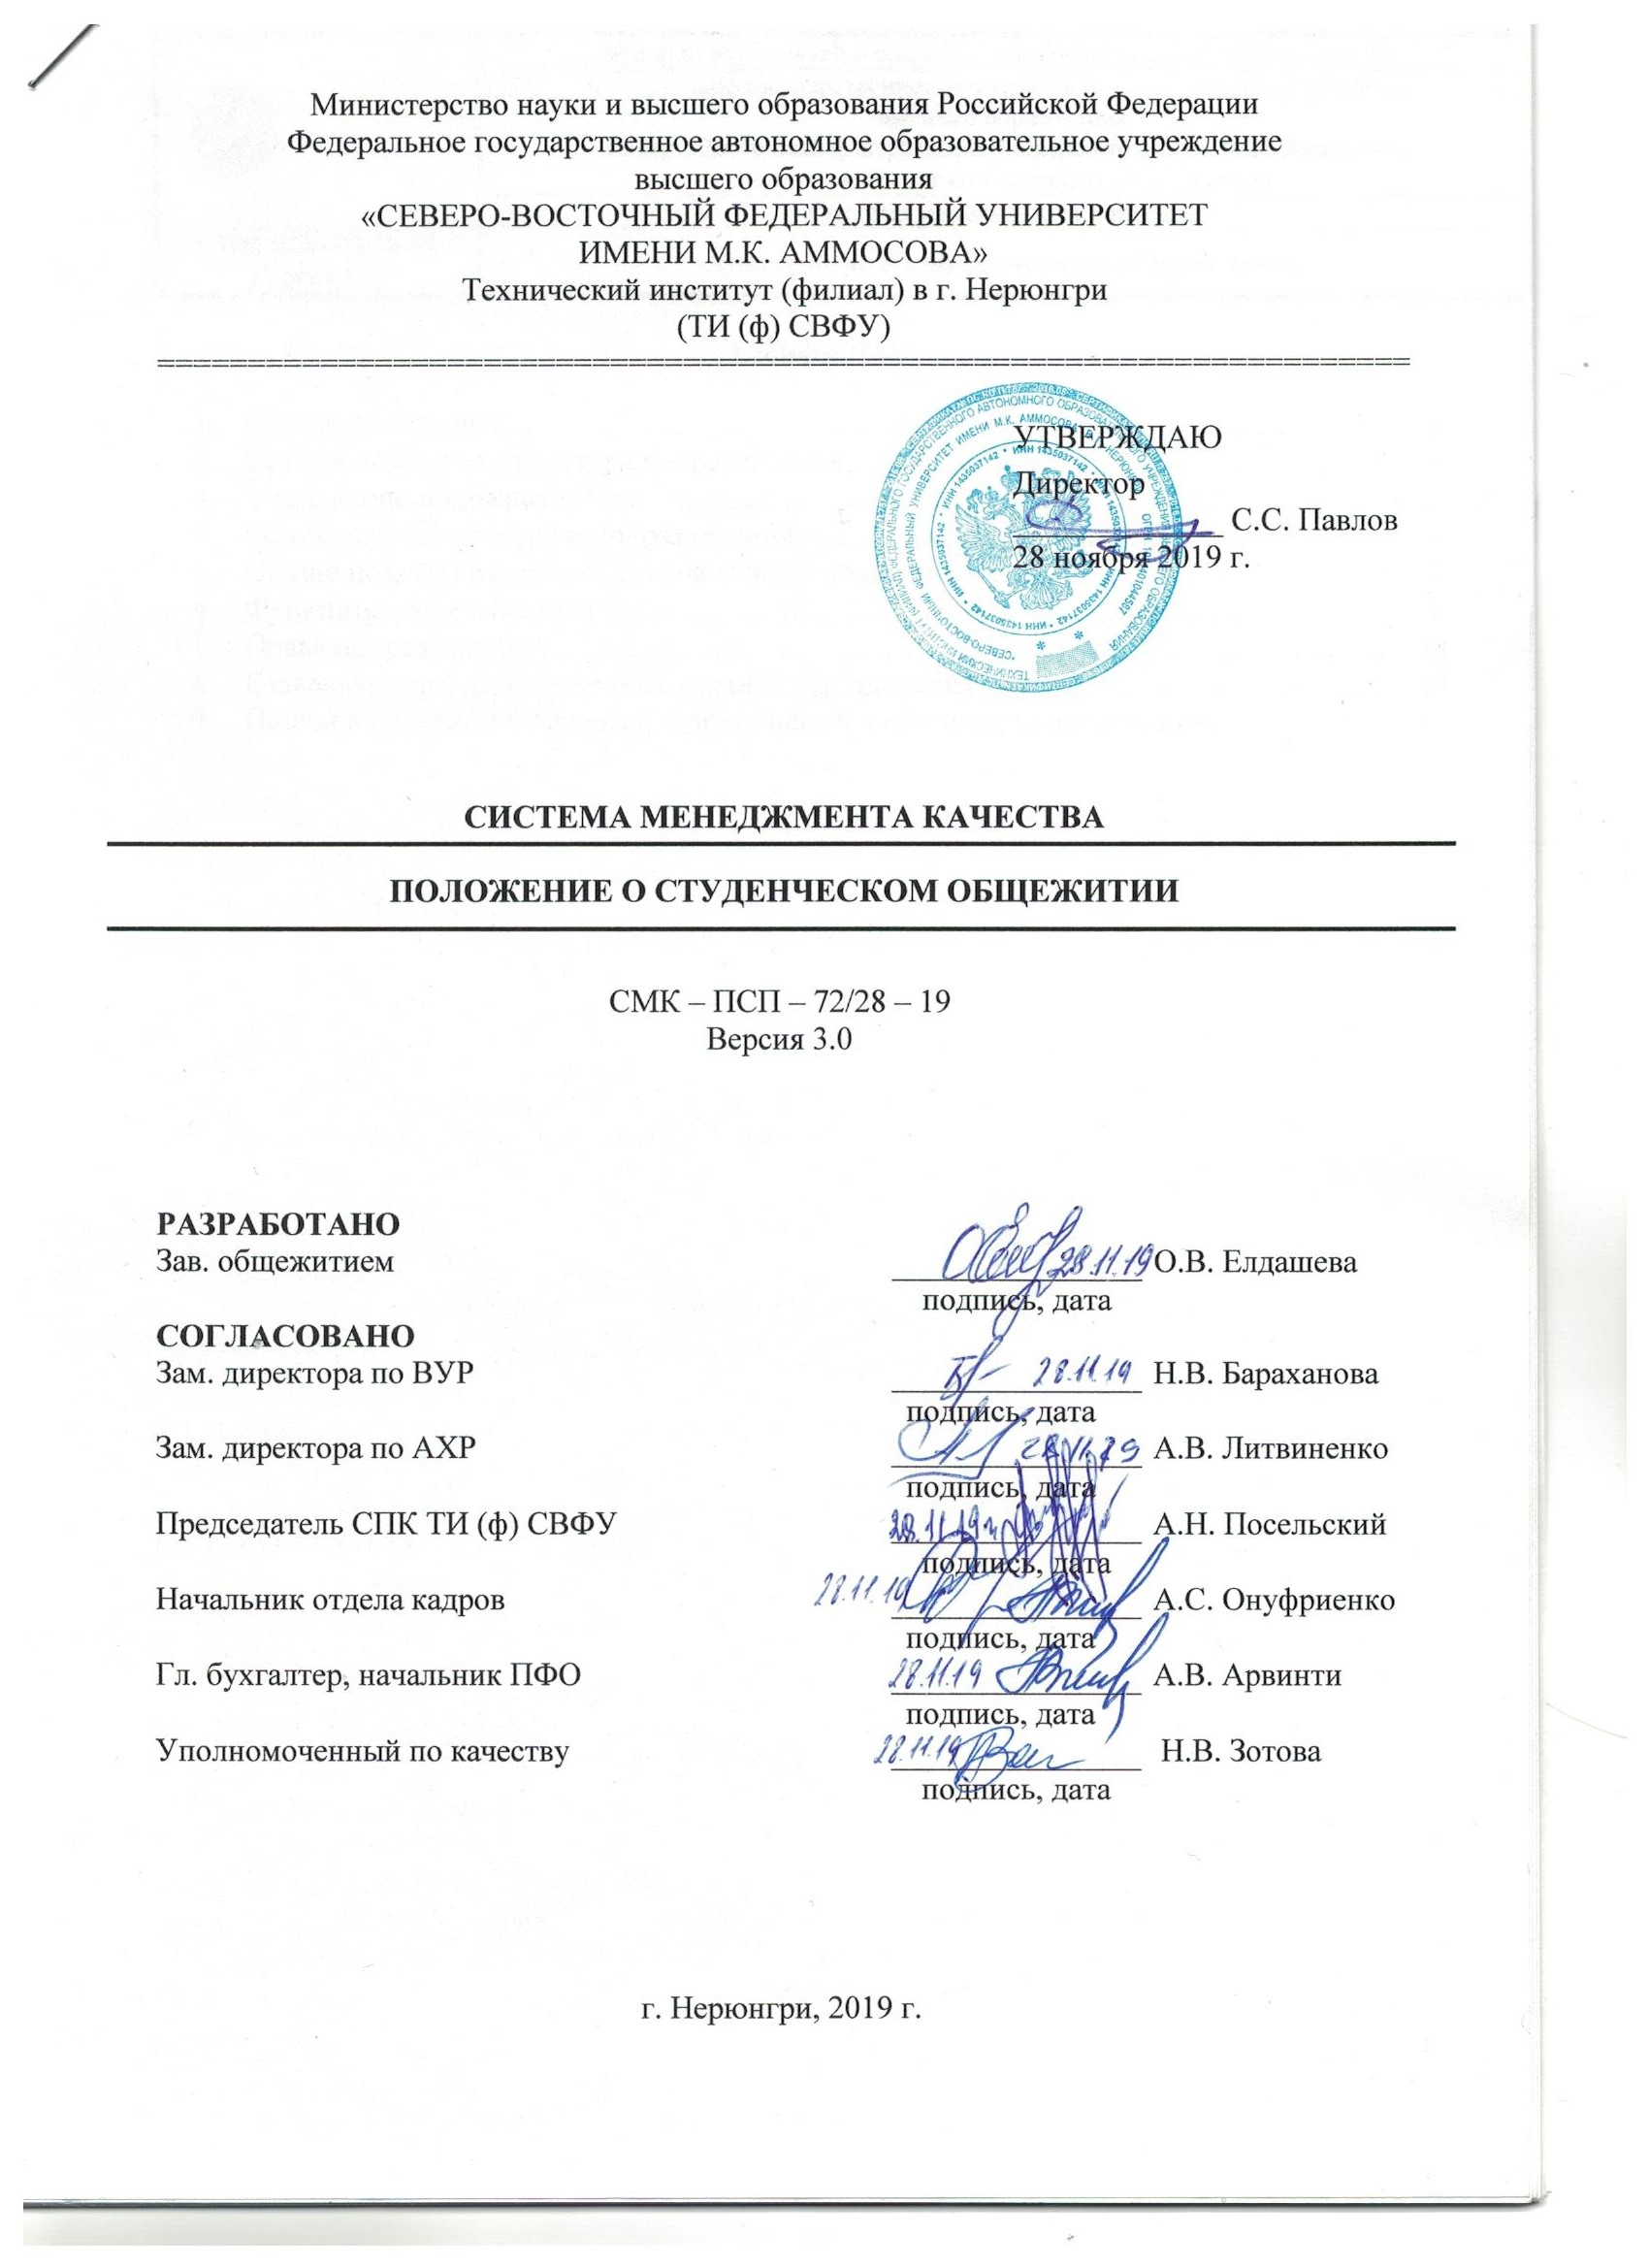 Министерство науки и высшего образования Российской Федерации
Федеральное государственное автономное образовательное учреждение
высшего образования
«СЕВЕРО-ВОСТОЧНЫЙ ФЕДЕРАЛЬНЫЙ УНИВЕРСИТЕТ
ИМЕНИ М.К. АММОСОВА»
Технический институт (филиал) в г. Нерюнгри
(ТИ (ф) СВФУ)
УТВЕРЖДАЮ
Директор
С.С. Павлов
28 ноября 2019 г.
ИНН 1435037142
СИСТЕМА МЕНЕДЖМЕНТА КАЧЕСТВА
ПОЛОЖЕНИЕ О СТУДЕНЧЕСКОМ ОБЩЕЖИТИИ
СМК – ПСП – 72/28 – 19
Версия 3.0
РАЗРАБОТАНО
Зав. общежитием 28.11.19 О.В. Елдашева
подпись, дата
СОГЛАСОВАНО
Зам. директора по ВУР 28.11.19 Н.В. Бараханова
подпись, дата
Зам. директора по АХР А.В. Литвиненко
подпись, дата
Председатель СПК ТИ (ф) СВФУ 28.11.19 А.Н. Посельский
подпись, дата
Начальник отдела кадров 28.11.19 А.С. Онуфриенко
подпись, дата
Гл. бухгалтер, начальник ПФО 28.11.19 А.В. Арвинти
подпись, дата
Уполномоченный по качеству 28.11.19 Н.В. Зотова
подпись, дата
г. Нерюнгри, 2019 г.